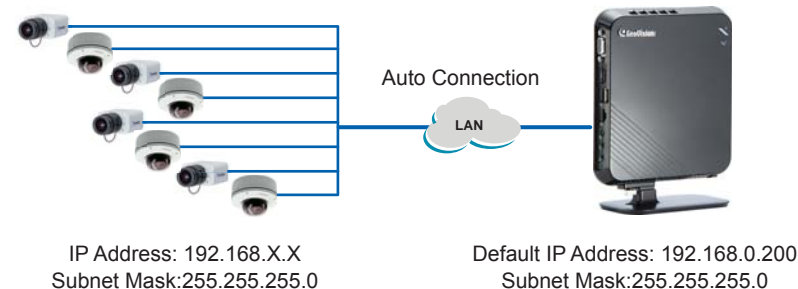 GeoVision
Auto Connection
LAN
IP Address: 192.168.X.X
Subnet Mask:255.255.255.0
Default IP Address: 192.168.0.200
Subnet Mask:255.255.255.0